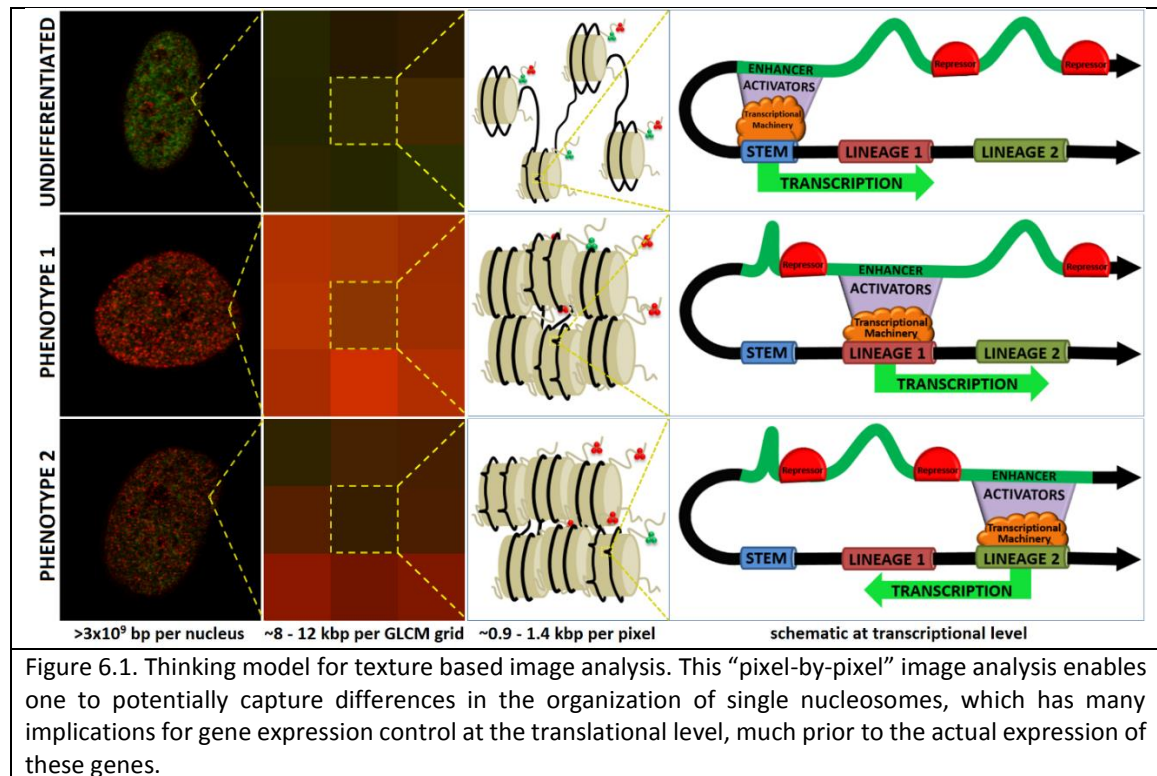 UNDIFFERENTIATED
ENHANCER
ACTIVATORS
Transcriptional
Machinery
Repressor
Repressor
STEM
LINEAGE 1
LINEAGE 2
TRANSCRIPTION
PHENOTYPE 1
Repressor
ENHANCER
ACTIVATORS
Transcriptional
Machinery
Repressor
STEM
LINEAGE 1
LINEAGE 2
TRANSCRIPTION
PHENOTYPE 2
Repressor
Repressor
ENHANCER
ACTIVATORS
Transcriptional
Machinery
STEM
LINEAGE 1
LINEAGE 2
TRANSCRIPTION
>3x10⁹ bp per nucleus
~8 - 12 kbp per GLCM grid
~0.9 - 1.4 kbp per pixel
schematic at transcriptional level
Figure 6.1. Thinking model for texture based image analysis. This “pixel-by-pixel” image analysis enables
one to potentially capture differences in the organization of single nucleosomes, which has many
implications for gene expression control at the translational level, much prior to the actual expression of
these genes.